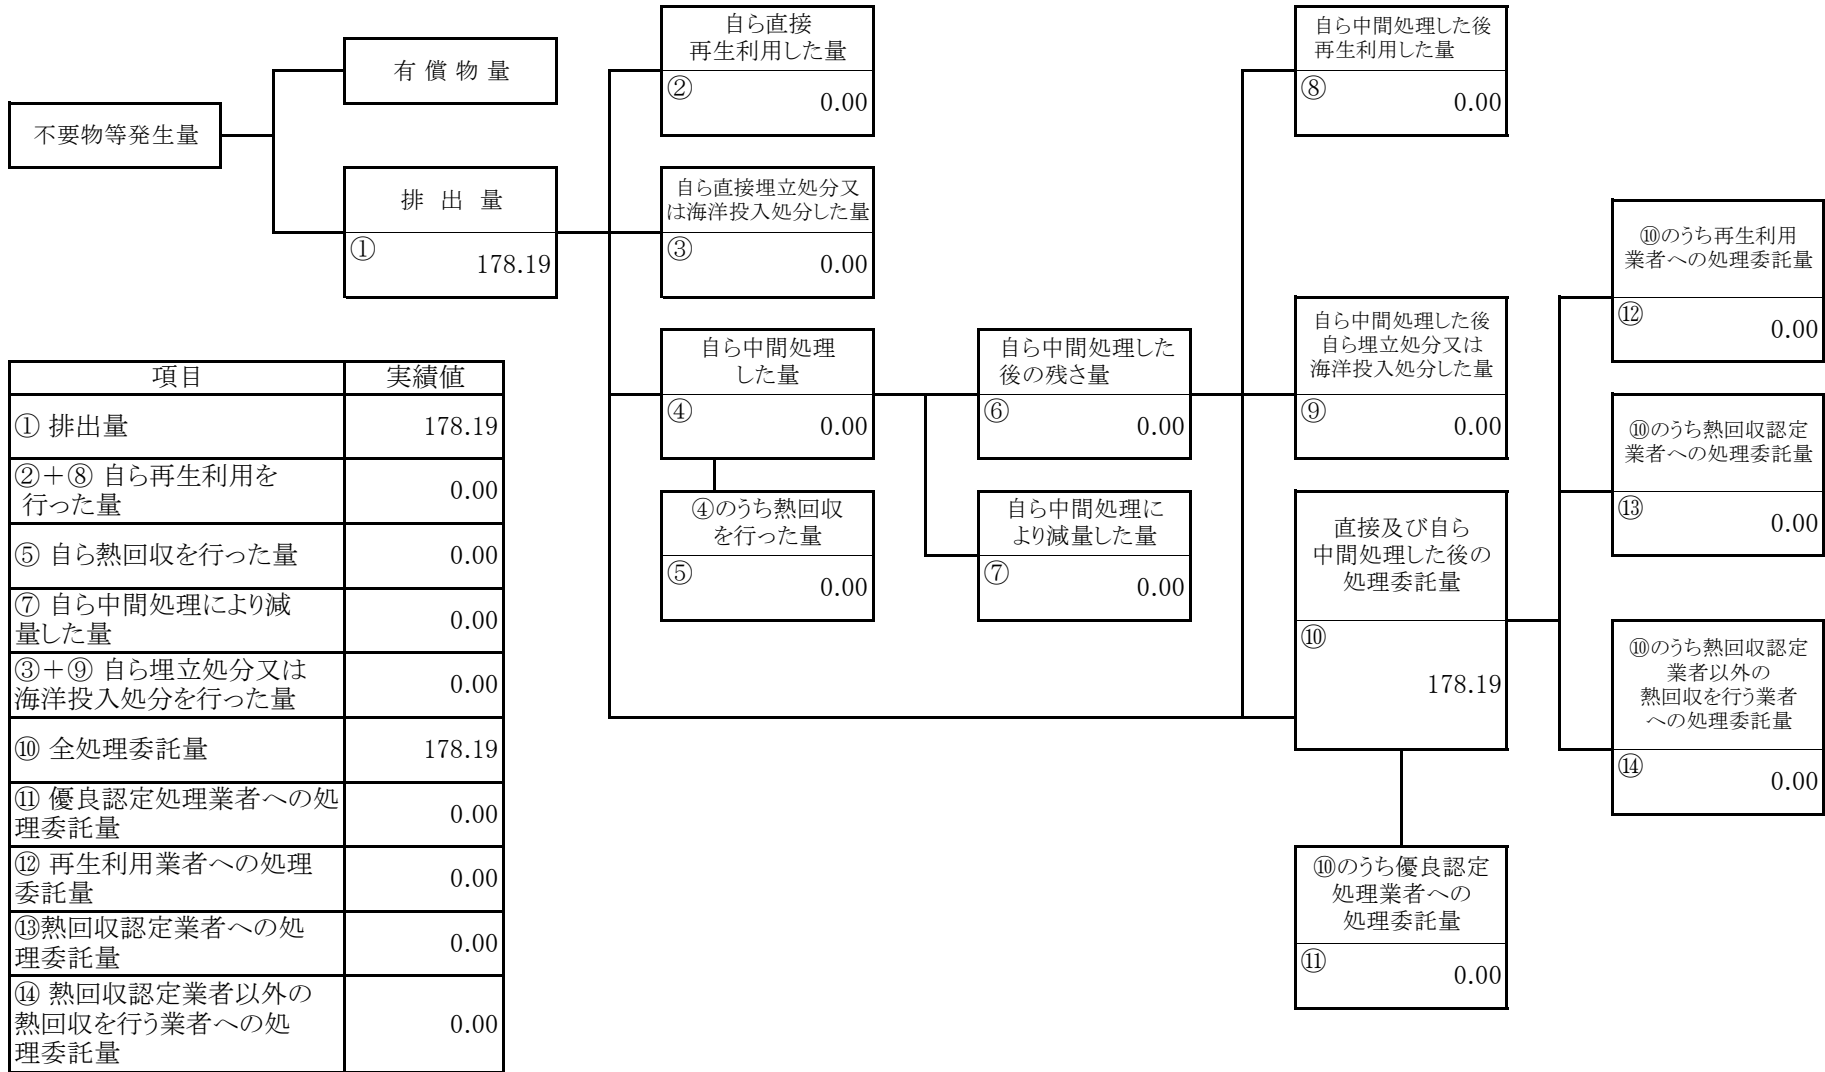 自ら直接
再生利用した量
②
0.00
自ら中間処理した後
再生利用した量
⑧
0.00
有 償 物 量
不要物等発生量
排 出 量
①
178.19
自ら直接埋立処分又
は海洋投入処分した量
③
0.00
⑩のうち再生利用
業者への処理委託量
⑫
0.00
自ら中間処理
した量
④
0.00
自ら中間処理した
後の残さ量
⑥
0.00
自ら中間処理した後
自ら埋立処分又は
海洋投入処分した量
⑨
0.00
⑩のうち熱回収認定
業者への処理委託量
⑬
0.00
④のうち熱回収
を行った量
⑤
0.00
自ら中間処理に
より減量した量
⑦
0.00
直接及び自ら
中間処理した後の
処理委託量
⑩
178.19
⑩のうち熱回収認定
業者以外の
熱回収を行う業者
への処理委託量
⑭
0.00
⑩のうち優良認定
処理業者への
処理委託量
⑪
0.00
項目 実績値
① 排出量 178.19
②+⑧ 自ら再生利用を
行った量 0.00
⑤ 自ら熱回収を行った量 0.00
⑦ 自ら中間処理により減
量した量 0.00
③+⑨ 自ら埋立処分又は
海洋投入処分を行った量 0.00
⑩ 全処理委託量 178.19
⑪ 優良認定処理業者への処
理委託量 0.00
⑫ 再生利用業者への処理
委託量 0.00
⑬熱回収認定業者への処
理委託量 0.00
⑭ 熱回収認定業者以外の
熱回収を行う業者への処
理委託量 0.00